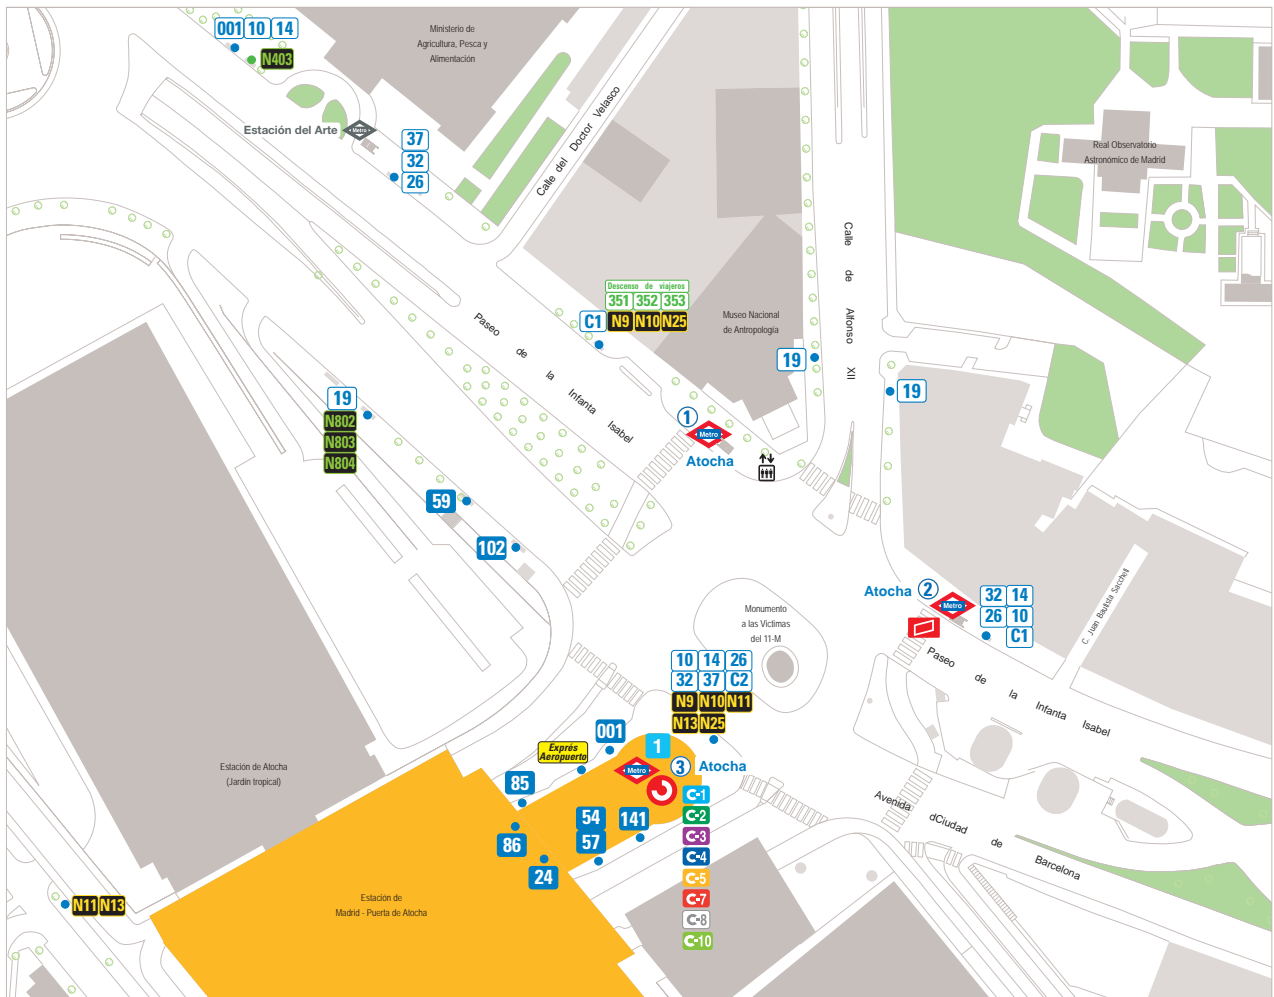 001 10 14
N403
Ministerio de
Agricultura, Pesca y
Alimentación
Estación del Arte
Metro
37
32
26
Calle del Doctor Velasco
Real Observatorio
Astronómico de Madrid
Calle de Alfonso XII
Descenso de viajeros
351 352 353
C1 N9 N10 N25
Museo Nacional
de Antropología
Paseo de la Infanta Isabel
19
19
19
N802
N803
N804
1
Metro
Atocha
59
102
Atocha 2
Metro
32 14
26 10
C1
C. Juan Bautista Sacchetti
Monumento
a las Victimas
del 11-M
Paseo de la Infanta Isabel
10 14 26
32 37 C2
N9 N10 N11
N13 N25
001
1
Exprés
Aeropuerto
Metro
3 Atocha
Estación de Atocha
(Jardín tropical)
85
54
57
141
86
24
C-1
C-2
C-3
C-4
C-5
C-7
C-8
C-10
Avenida dCiudad de Barcelona
Estación de
Madrid - Puerta de Atocha
N11 N13